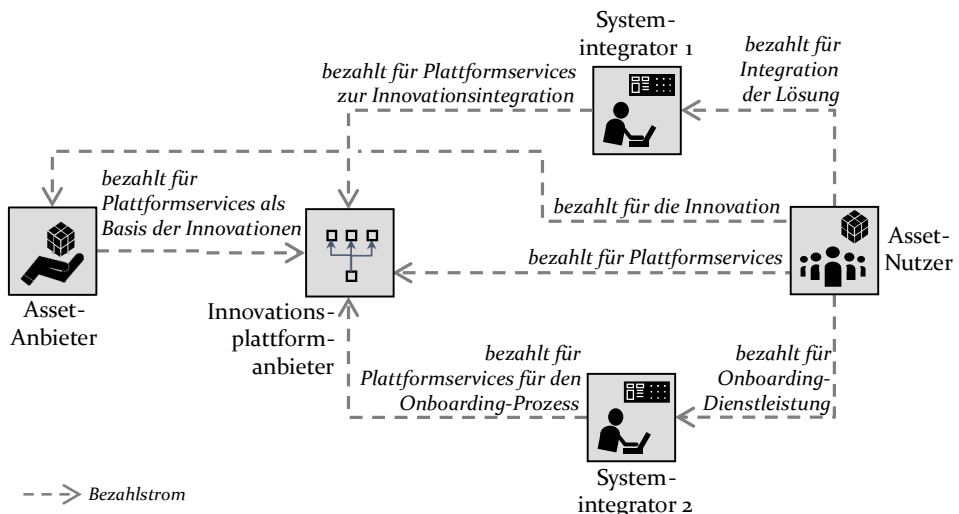 System-
integrator 1
bezahlt für Plattformservices
zur Innovationsintegration
bezahlt für
Integration
der Lösung
bezahlt für
Plattformservices als
Basis der Innovationen
bezahlt für die Innovation
bezahlt für Plattformservices
Asset-
Nutzer
Asset-
Anbieter
Innovations-
plattform-
anbieter
bezahlt für
Plattformservices für den
Onboarding-Prozess
bezahlt für
Onboarding-
Dienstleistung
System-
integrator 2
Bezahlstrom